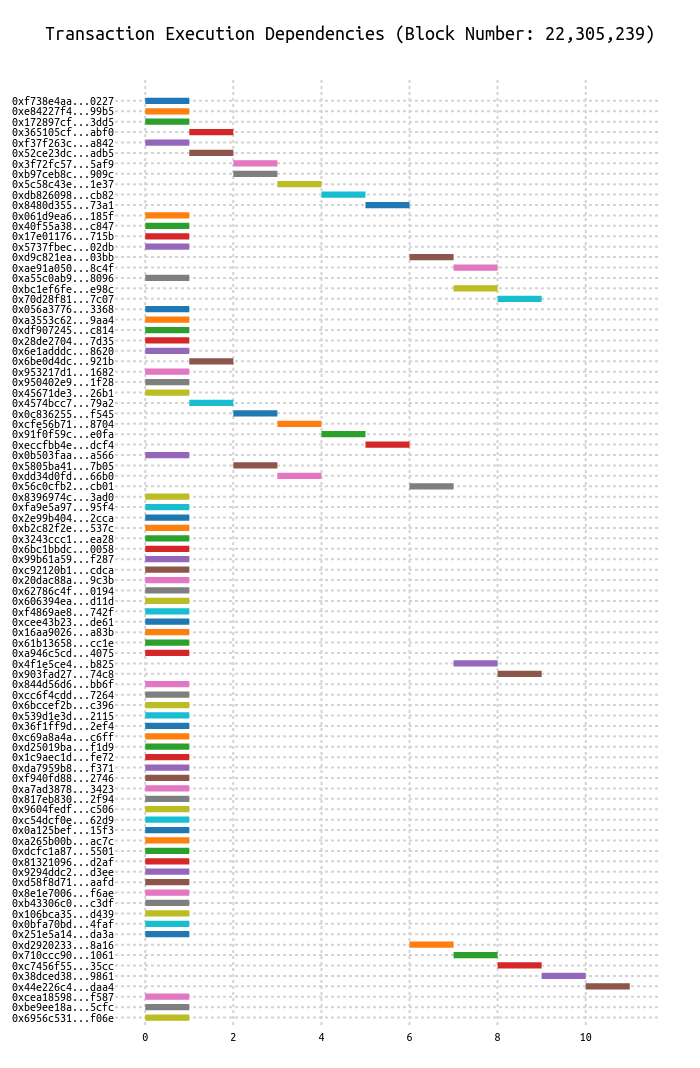 Transaction Execution Dependencies (Block Number: 22,305,239)
0xf738e4aa...0227
0xe84227f4...99b5
0x172897cf...3dd5
0x365105cf...abf0
0xf37f263c...a842
0x52ce23dc...adb5
0x3f72fc57...5af9
0xb97ceb8c...909c
0x5c58c43e...1e37
0xdb826098...cb82
0x8480d355...73a1
0x061d9ea6...185f
0x40f55a38...c847
0x17e01176...715b
0x5737fbec...02db
0xd9c821ea...03bb
0xae91a050...8c4f
0xa55c0ab9...8096
0xbc1ef6fe...e98c
0x70d28f81...7c07
0x056a3776...3368
0xa3553c62...9aa4
0xdf907245...c814
0x28de2704...7d35
0x6e1adddc...8620
0x6be0d4dc...921b
0x953217d1...1682
0x950402e9...1f28
0x45671de3...26b1
0x4574bcc7...79a2
0x0c836255...f545
0xcfe56b71...8704
0x91f0f59c...e0fa
0xeccfbb4e...dcf4
0x0b503faa...a566
0x5805ba41...7b05
0xdd34d0fd...66b0
0x56c0cfb2...cb01
0x8396974c...3ad0
0xfa9e5a97...95f4
0x2e99b404...2cca
0xb2c82f2e...537c
0x3243ccc1...ea28
0x6bc1bbdc...0058
0x99b61a59...f287
0xc92120b1...cdca
0x20dac88a...9c3b
0x62786c4f...0194
0x606394ea...d11d
0xf4869ae8...742f
0xcee43b23...de61
0x16aa9026...a83b
0x61b13658...cc1e
0xa946c5cd...4075
0x4f1e5ce4...b825
0x903fad27...74c8
0x844d56d6...bb6f
0xcc6f4cdd...7264
0x6bccef2b...c396
0x539d1e3d...2115
0x36f1ff9d...2ef4
0xc69a8a4a...c6ff
0xd25019ba...f1d9
0x1c9aec1d...fe72
0xda7959b8...f371
0xf940fd88...2746
0xa7ad3878...3423
0x817eb830...2f94
0x9604fedf...c506
0xc54dcf0e...62d9
0x0a125bef...15f3
0xa265b00b...ac7c
0xdcfc1a87...5501
0x81321096...d2af
0x9294ddc2...d3ee
0xd58f8d71...aafd
0x8e1e7006...f6ae
0xb43306c0...c3df
0x106bca35...d439
0x0bfa70bd...4faf
0x251e5a14...da3a
0xd2920233...8a16
0x710ccc90...1061
0xc7456f55...35cc
0x38dced38...9861
0x44e226c4...daa4
0xcea18598...f587
0xbe9ee18a...5cfc
0x6956c531...f06e
0 2 4 6 8 10